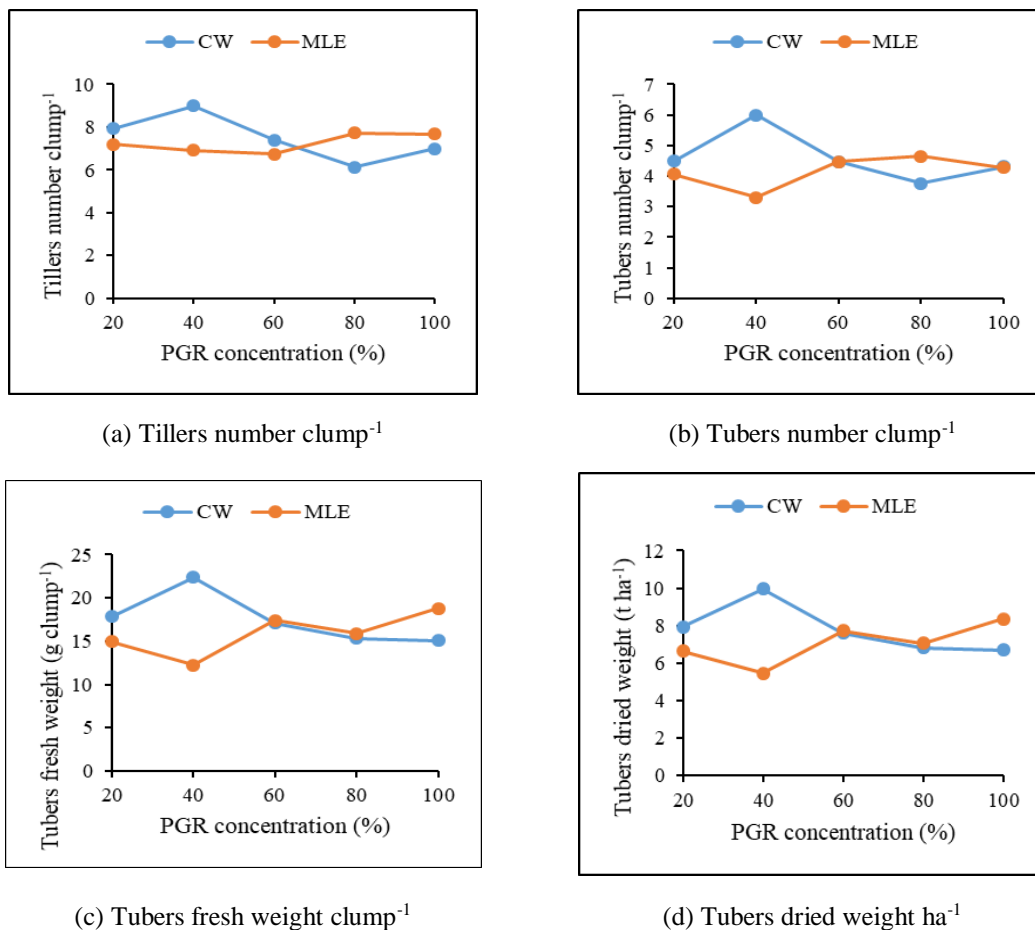 CW MLE
Tillers number clump⁻¹
10
8
6
4
2
0
20 40 60 80 100
PGR concentration (%)
(a) Tillers number clump⁻¹
CW MLE
Tubers number clump⁻¹
7
6
5
4
3
2
1
0
20 40 60 80 100
PGR concentration (%)
(b) Tubers number clump⁻¹
CW MLE
Tubers fresh weight (g clump⁻¹)
25
20
15
10
5
0
20 40 60 80 100
PGR concentration (%)
(c) Tubers fresh weight clump⁻¹
CW MLE
Tubers dried weight (t ha⁻¹)
12
10
8
6
4
2
0
20 40 60 80 100
PGR concentration (%)
(d) Tubers dried weight ha⁻¹